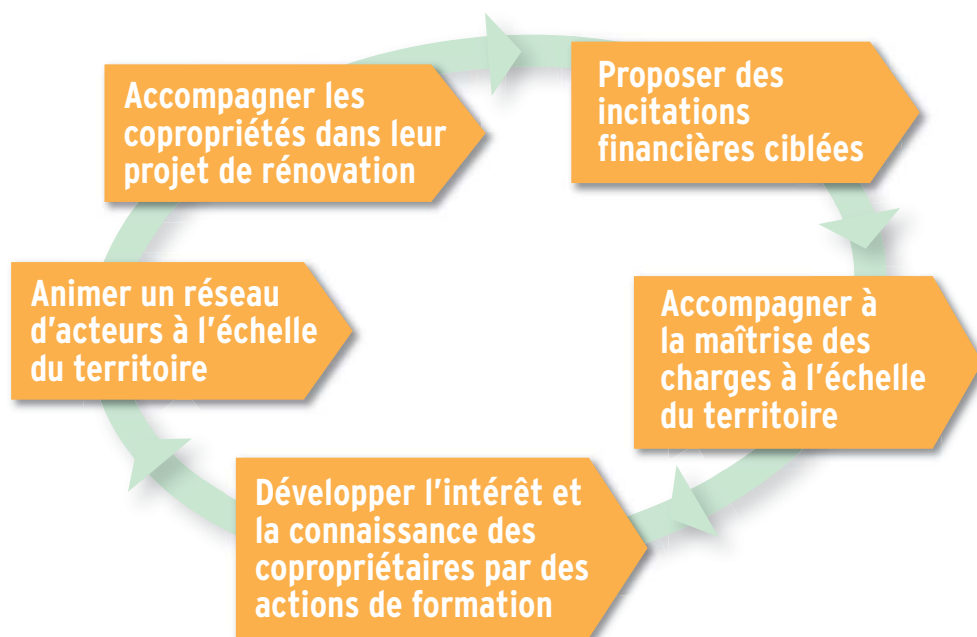 Accompagner les
copropriétés dans leur
projet de rénovation
Proposer des
incitations
financières ciblées
Accompagner à
la maîtrise des
charges à l’échelle
du territoire
Développer l’intérêt et
la connaissance des
copropriétaires par des
actions de formation
Animer un réseau
d’acteurs à l’échelle
du territoire